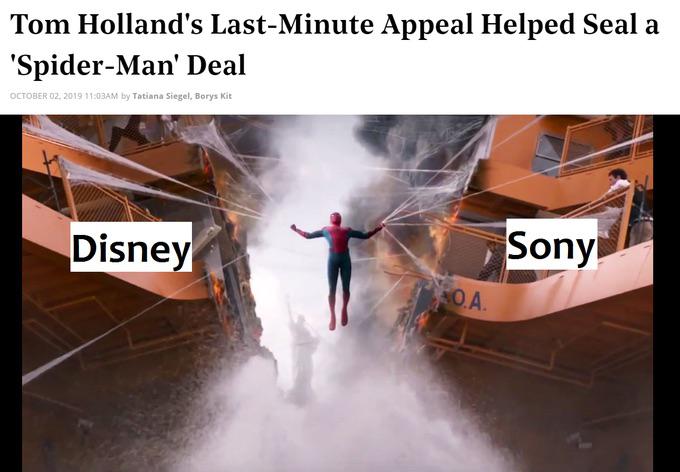 Tom Holland's Last-Minute Appeal Helped Seal a
'Spider-Man' Deal
OCTOBER 02, 2019 11:03AM by Tatiana Siegel, Borys Kit
Disney
Sony
O.A.